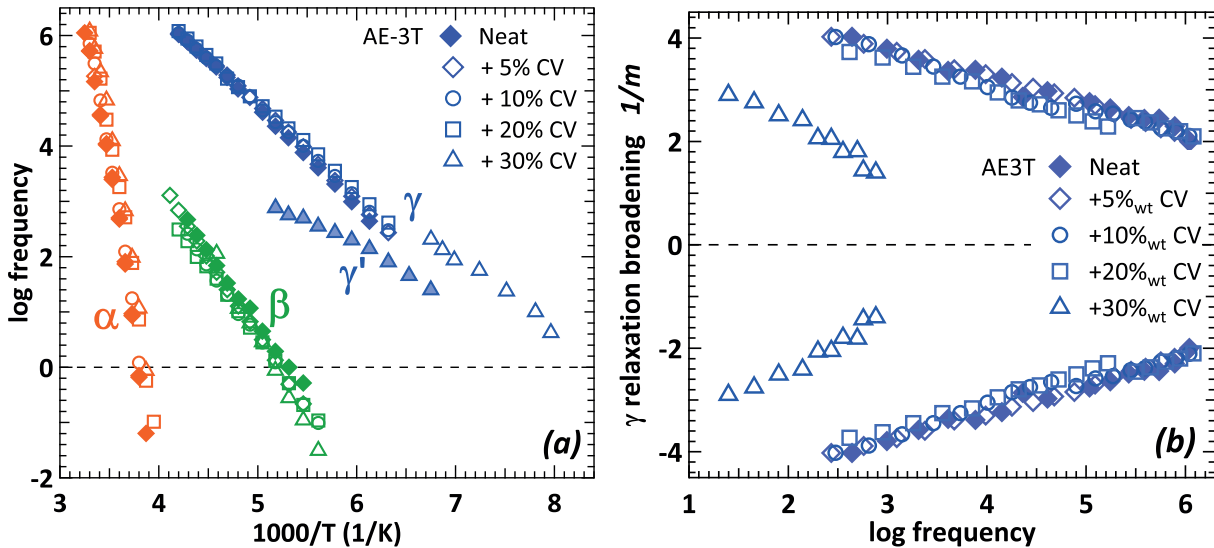 6
4
2
0
-2
3
4
5
6
7
8
log frequency
1000/T (1/K)
AE-3T
Neat
+ 5% CV
+ 10% CV
+ 20% CV
+ 30% CV
α
β
γ
γ'
(a)
4
2
0
-2
-4
1
2
3
4
5
6
γ relaxation broadening 1/m
log frequency
AE3T
Neat
+5%wt CV
+10%wt CV
+20%wt CV
+30%wt CV
(b)